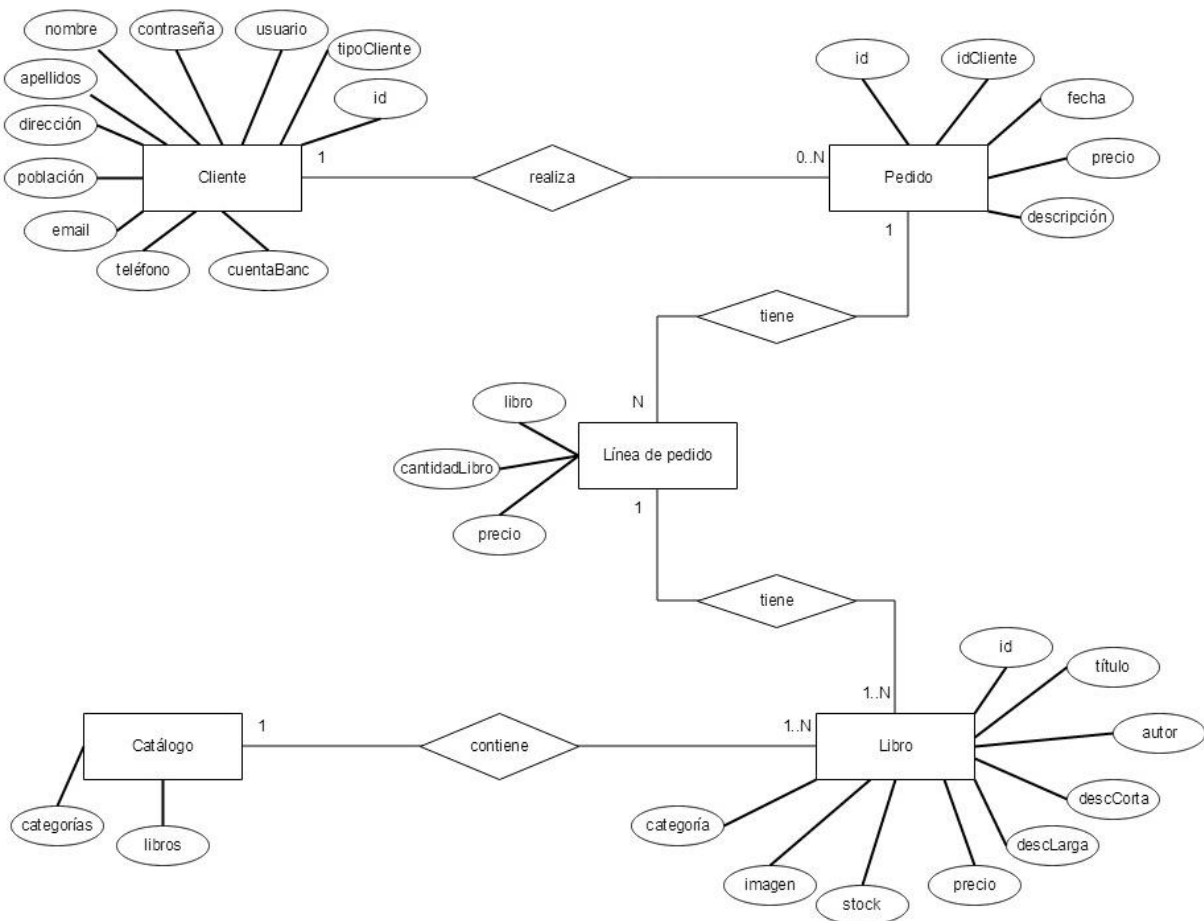 nombre
contraseña
usuario
tipoCliente
apellidos
id
dirección
población
email
teléfono
cuentaBanc
Cliente
1
realiza
0..N
Pedido
id
idCliente
fecha
precio
descripción
1
tiene
N
libro
cantidadLibro
precio
Línea de pedido
1
tiene
1..N
Catálogo
1
contiene
1..N
Libro
categorías
libros
id
título
autor
descCorta
descLarga
precio
stock
imagen
categoría